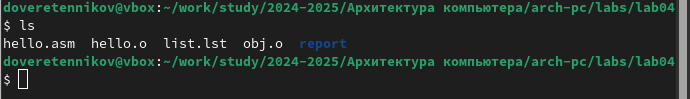 doveretennikov@vbox:~/work/study/2024-2025/Архитектура компьютера/arch-pc/labs/lab04
$ ls
hello.asm  hello.o  list.lst  obj.o  report
doveretennikov@vbox:~/work/study/2024-2025/Архитектура компьютера/arch-pc/labs/lab04
$